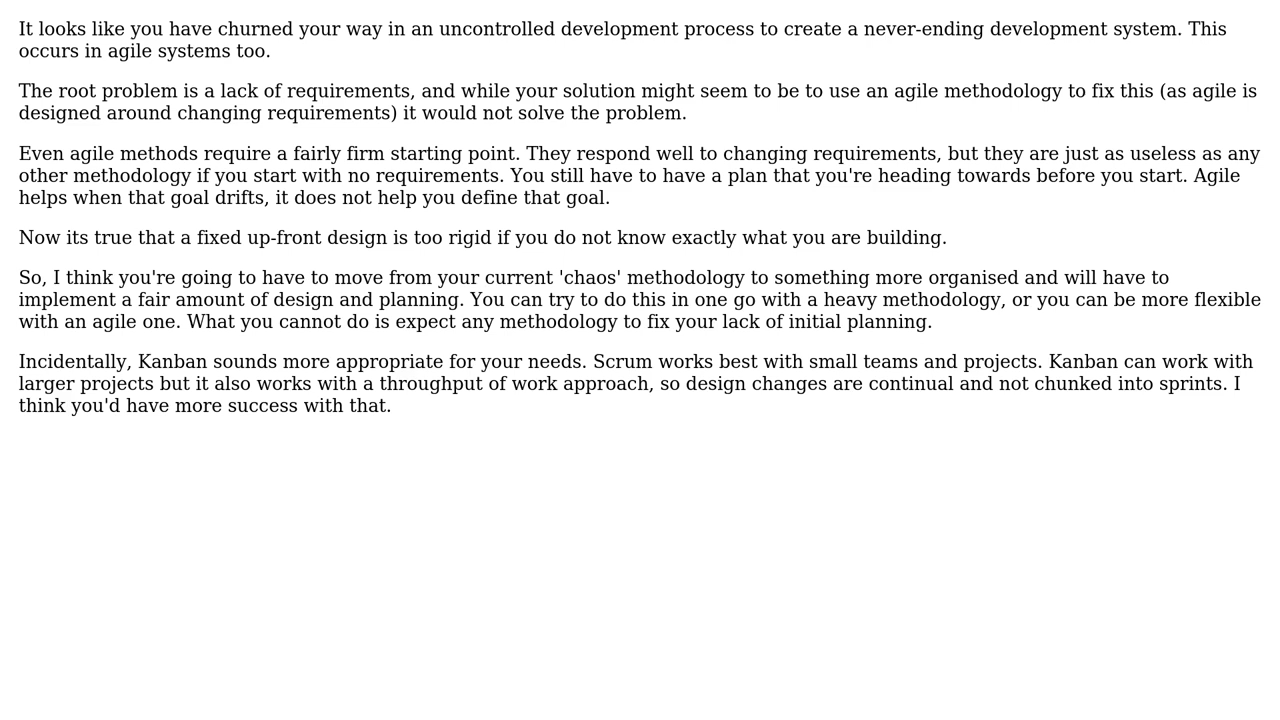 It looks like you have churned your way in an uncontrolled development process to create a never-ending development system. This
occurs in agile systems too.
The root problem is a lack of requirements, and while your solution might seem to be to use an agile methodology to fix this (as agile is
designed around changing requirements) it would not solve the problem.
Even agile methods require a fairly firm starting point. They respond well to changing requirements, but they are just as useless as any
other methodology if you start with no requirements. You still have to have a plan that you're heading towards before you start. Agile
helps when that goal drifts, it does not help you define that goal.
Now its true that a fixed up-front design is too rigid if you do not know exactly what you are building.
So, I think you're going to have to move from your current 'chaos' methodology to something more organised and will have to
implement a fair amount of design and planning. You can try to do this in one go with a heavy methodology, or you can be more flexible
with an agile one. What you cannot do is expect any methodology to fix your lack of initial planning.
Incidentally, Kanban sounds more appropriate for your needs. Scrum works best with small teams and projects. Kanban can work with
larger projects but it also works with a throughput of work approach, so design changes are continual and not chunked into sprints. I
think you'd have more success with that.